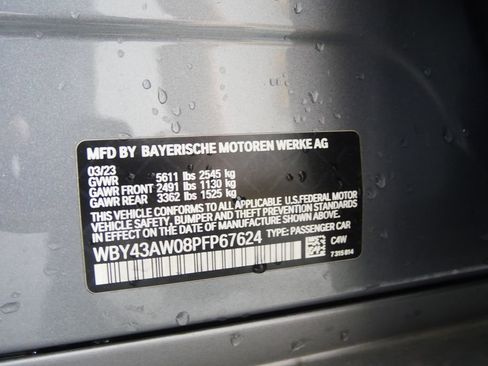 MFD BY BAYERISCHE MOTOREN WERKE AG
03/23
GVWR 5611 lbs 2545 kg
GAWR FRONT 2491 lbs 1130 kg
GAWR REAR 3362 lbs 1525 kg
THIS VEHICLE CONFORMS TO ALL APPLICABLE U.S. FEDERAL MOTOR
VEHICLE SAFETY, BUMPER AND THEFT PREVENTION STANDARDS
IN EFFECT ON THE DATE OF MANUFACTURE SHOWN ABOVE.
WBY43AW08PFP67624 TYPE: PASSENGER CAR
C4W
7315814